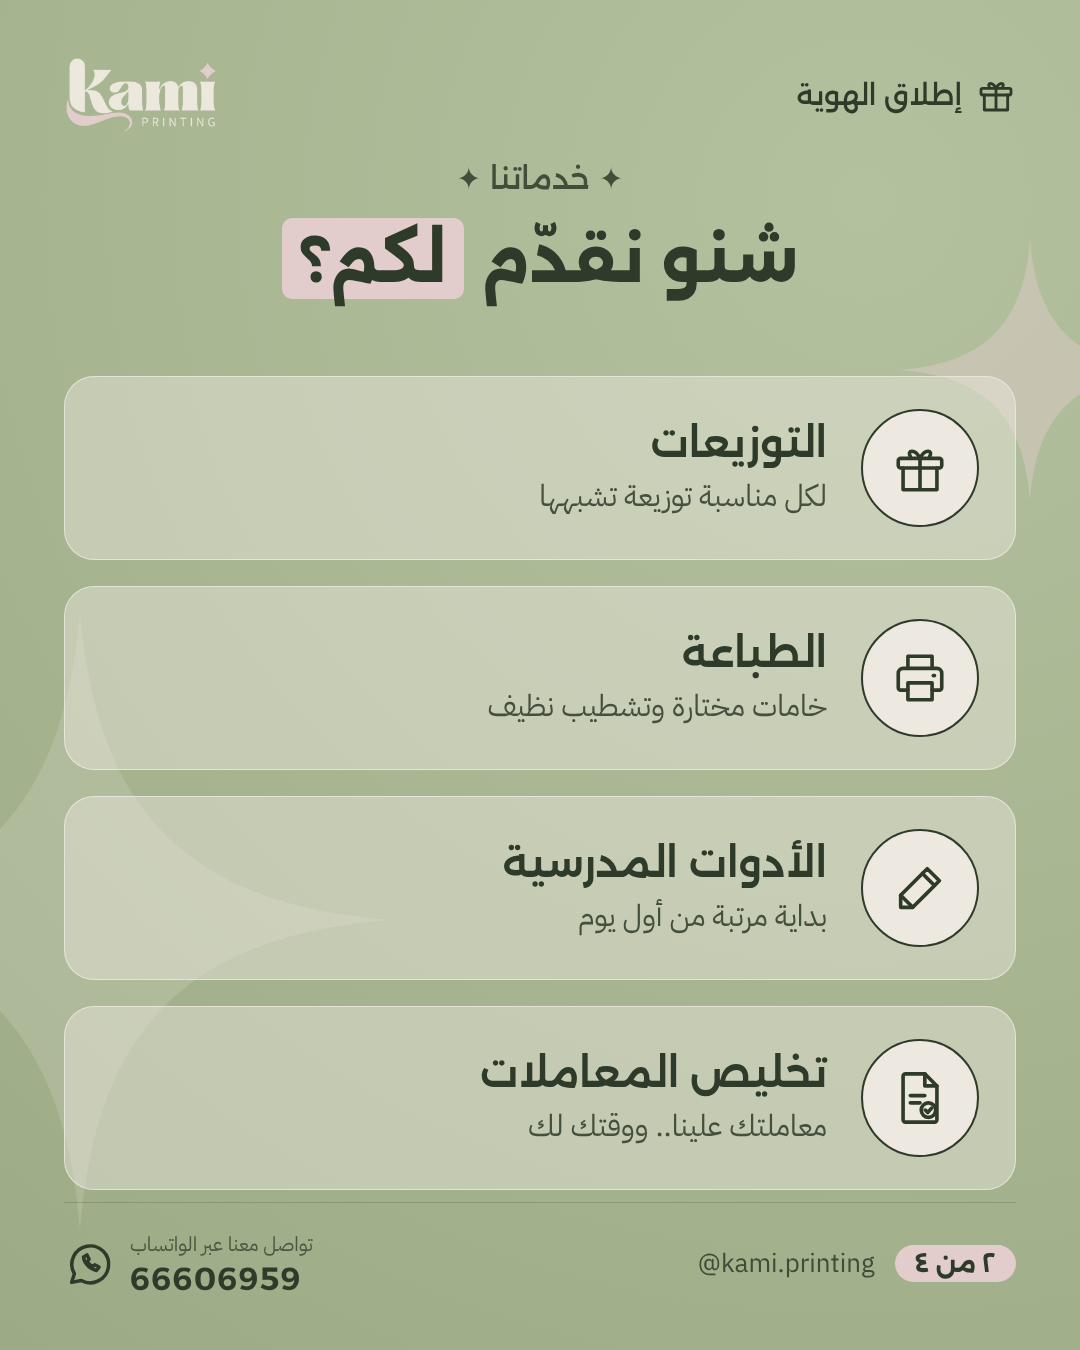 Kami
PRINTING
إطلاق الهوية
✦ خدماتنا ✦
شنو نقدّم لكم؟
التوزيعات
لكل مناسبة توزيعة تشبهها
الطباعة
خامات مختارة وتشطيب نظيف
الأدوات المدرسية
بداية مرتبة من أول يوم
تخليص المعاملات
معاملتك علينا.. ووقتك لك
٢ من ٤
@kami.printing
تواصل معنا عبر الواتساب
66606959